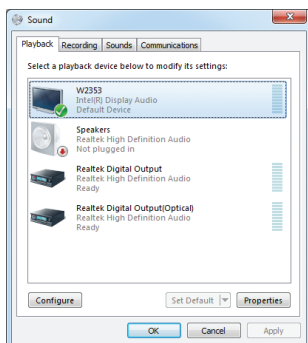 Sound
Playback Recording Sounds Communications
Select a playback device below to modify its settings:
W2353
Intel(R) Display Audio
Default Device
Speakers
Realtek High Definition Audio
Not plugged in
Realtek Digital Output
Realtek High Definition Audio
Ready
Realtek Digital Output(Optical)
Realtek High Definition Audio
Ready
Configure Set Default Properties
OK Cancel Apply